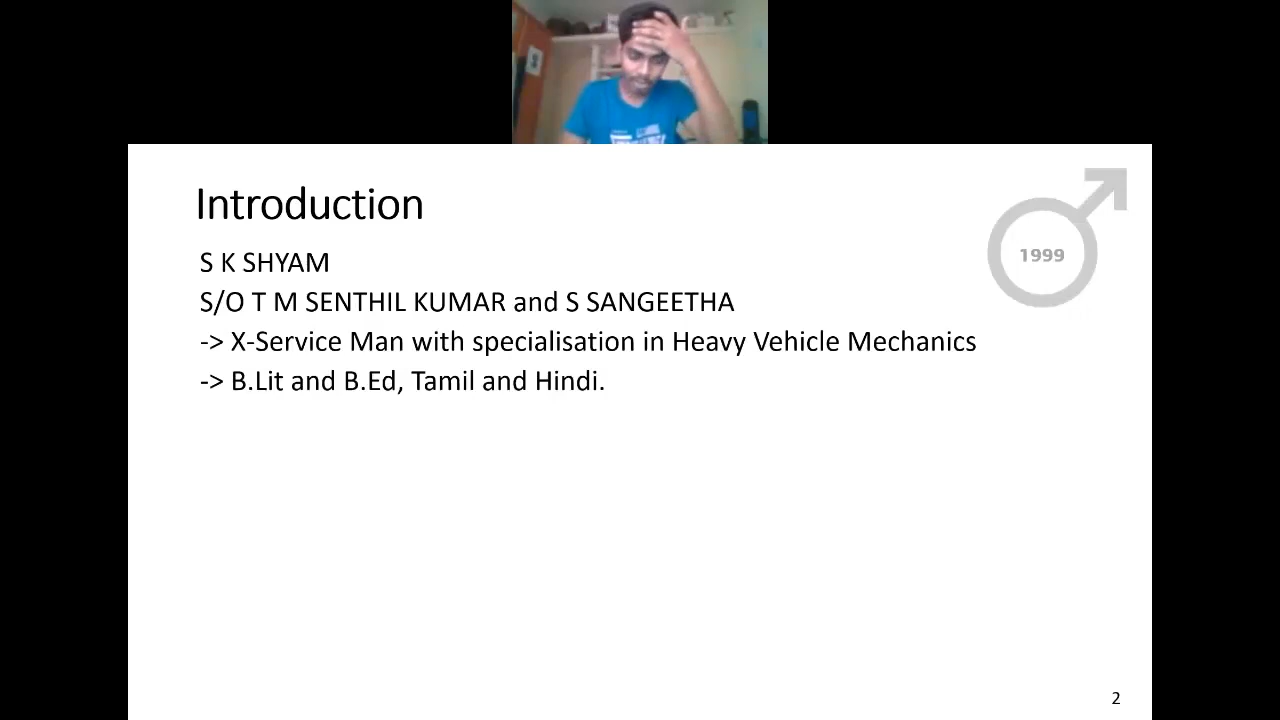 Introduction
1999
S K SHYAM
S/O T M SENTHIL KUMAR and S SANGEETHA
-> X-Service Man with specialisation in Heavy Vehicle Mechanics
-> B.Lit and B.Ed, Tamil and Hindi.
2